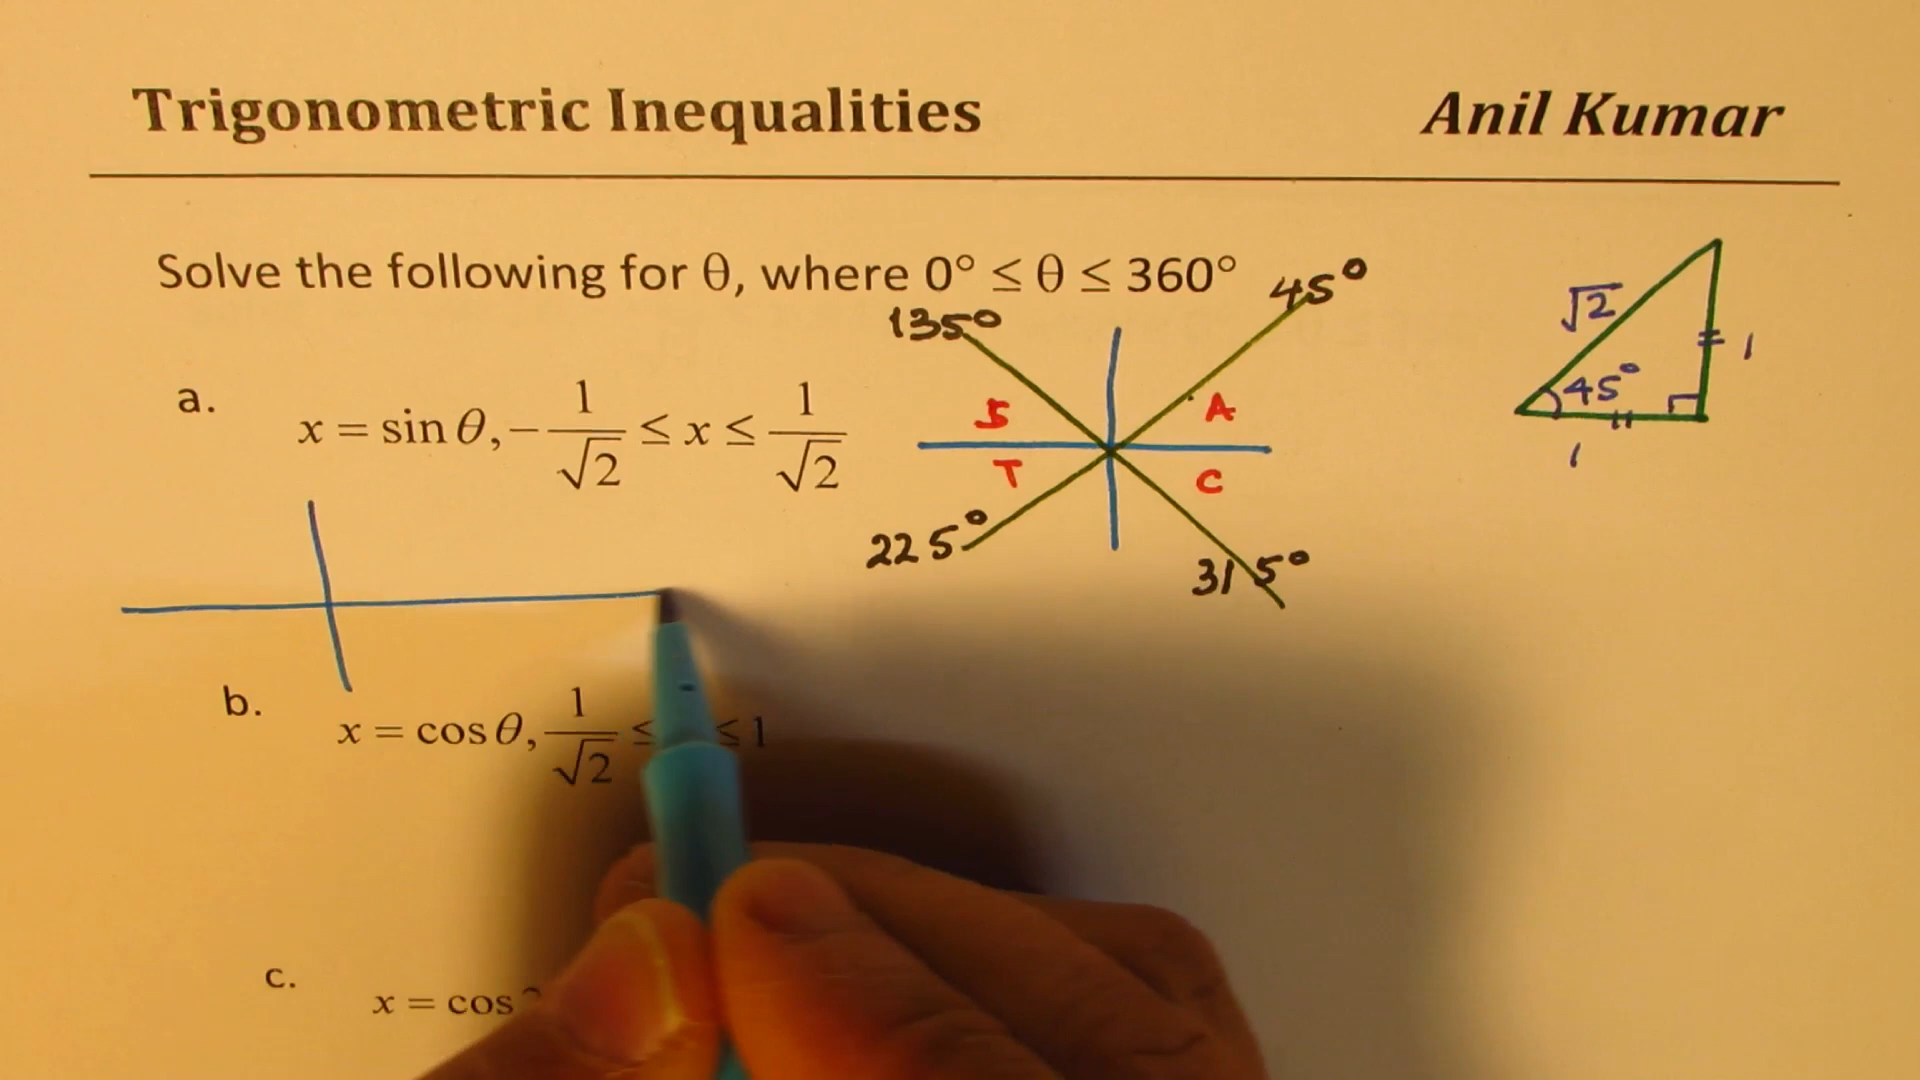 Trigonometric Inequalities Anil Kumar
Solve the following for θ, where 0° ≤ θ ≤ 360°
45°
135°
√2
1
45°
1
a. x = sin θ, −1/√2 ≤ x ≤ 1/√2
S A
T C
225°
315°
b. x = cos θ, 1/√2 ≤ ≤ 1
c. x = cos